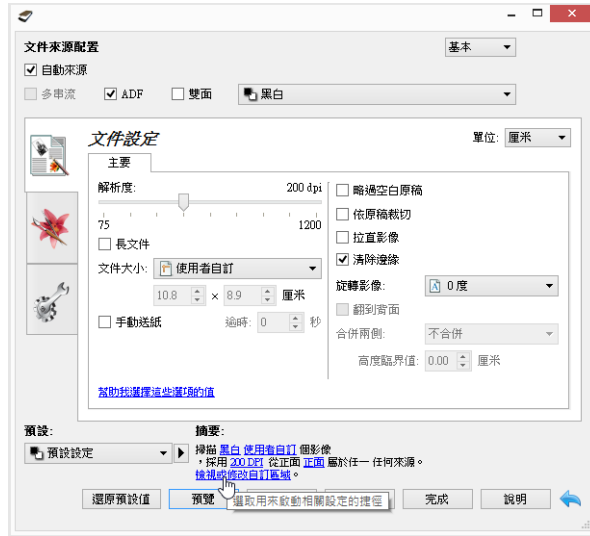 文件來源配置
基本
自動來源
多串流 ADF 雙面 黑白
文件設定
單位: 厘米
主要
解析度: 200 dpi
75 1200
長文件
文件大小: 使用者自訂
10.8 x 8.9 厘米
手動送紙 逾時: 0 秒
幫助我選擇這些選項的值
略過空白原稿
依原稿裁切
拉直影像
清除邊緣
旋轉影像: 0 度
翻到背面
合併兩側: 不合併
高度臨界值: 0.00 厘米
預設:
預設設定
摘要:
掃描 黑白 使用者自訂 個影像
，採用 200 DPI 從正面 正面 屬於任一 任何來源。
檢視或修改自訂區域。
還原預設值 預覽 完成 說明
選取用來啟動相關設定的捷徑